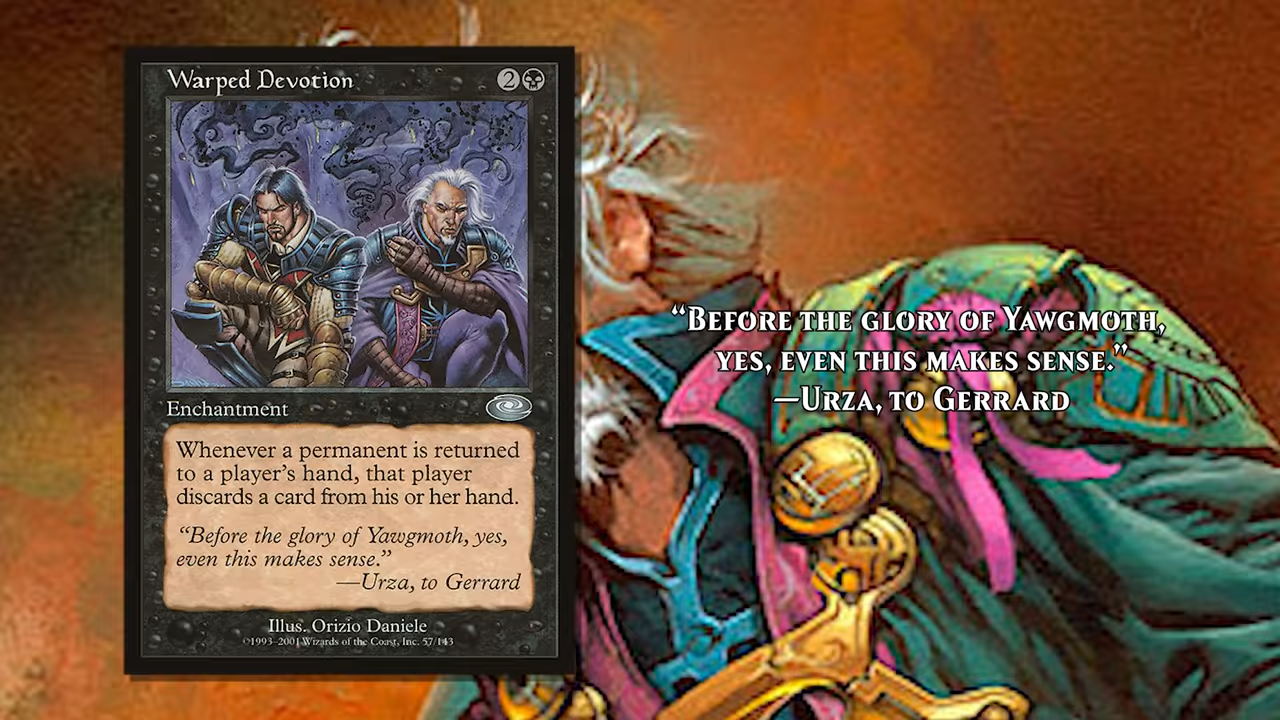 Warped Devotion 2
Enchantment
Whenever a permanent is returned
to a player's hand, that player
discards a card from his or her hand.
“Before the glory of Yawgmoth, yes,
even this makes sense.”
—Urza, to Gerrard
Illus. Orizio Daniele
©1993–2001 Wizards of the Coast, Inc. 57/143
“Before the glory of Yawgmoth,
yes, even this makes sense.”
—Urza, to Gerrard